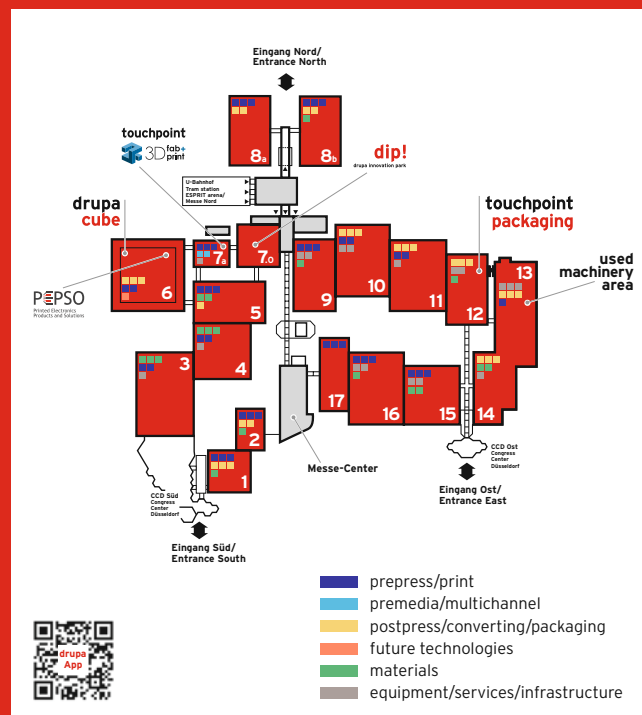 Eingang Nord/
Entrance North
8a
8b
touchpoint
3D fab+
print
dip!
drupa innovation park
U-Bahnhof
Tram station
ESPRIT arena/
Messe Nord
drupa
cube
touchpoint
packaging
used
machinery
area
PEPSO
Printed Electronics
Products and Solutions
6
7a
7.0
9
10
11
12
13
5
4
3
2
1
17
16
15
14
Messe-Center
CCD Süd
Congress
Center
Düsseldorf
CCD Ost
Congress
Center
Düsseldorf
Eingang Süd/
Entrance South
Eingang Ost/
Entrance East
prepress/print
premedia/multichannel
postpress/converting/packaging
future technologies
materials
equipment/services/infrastructure
drupa
App